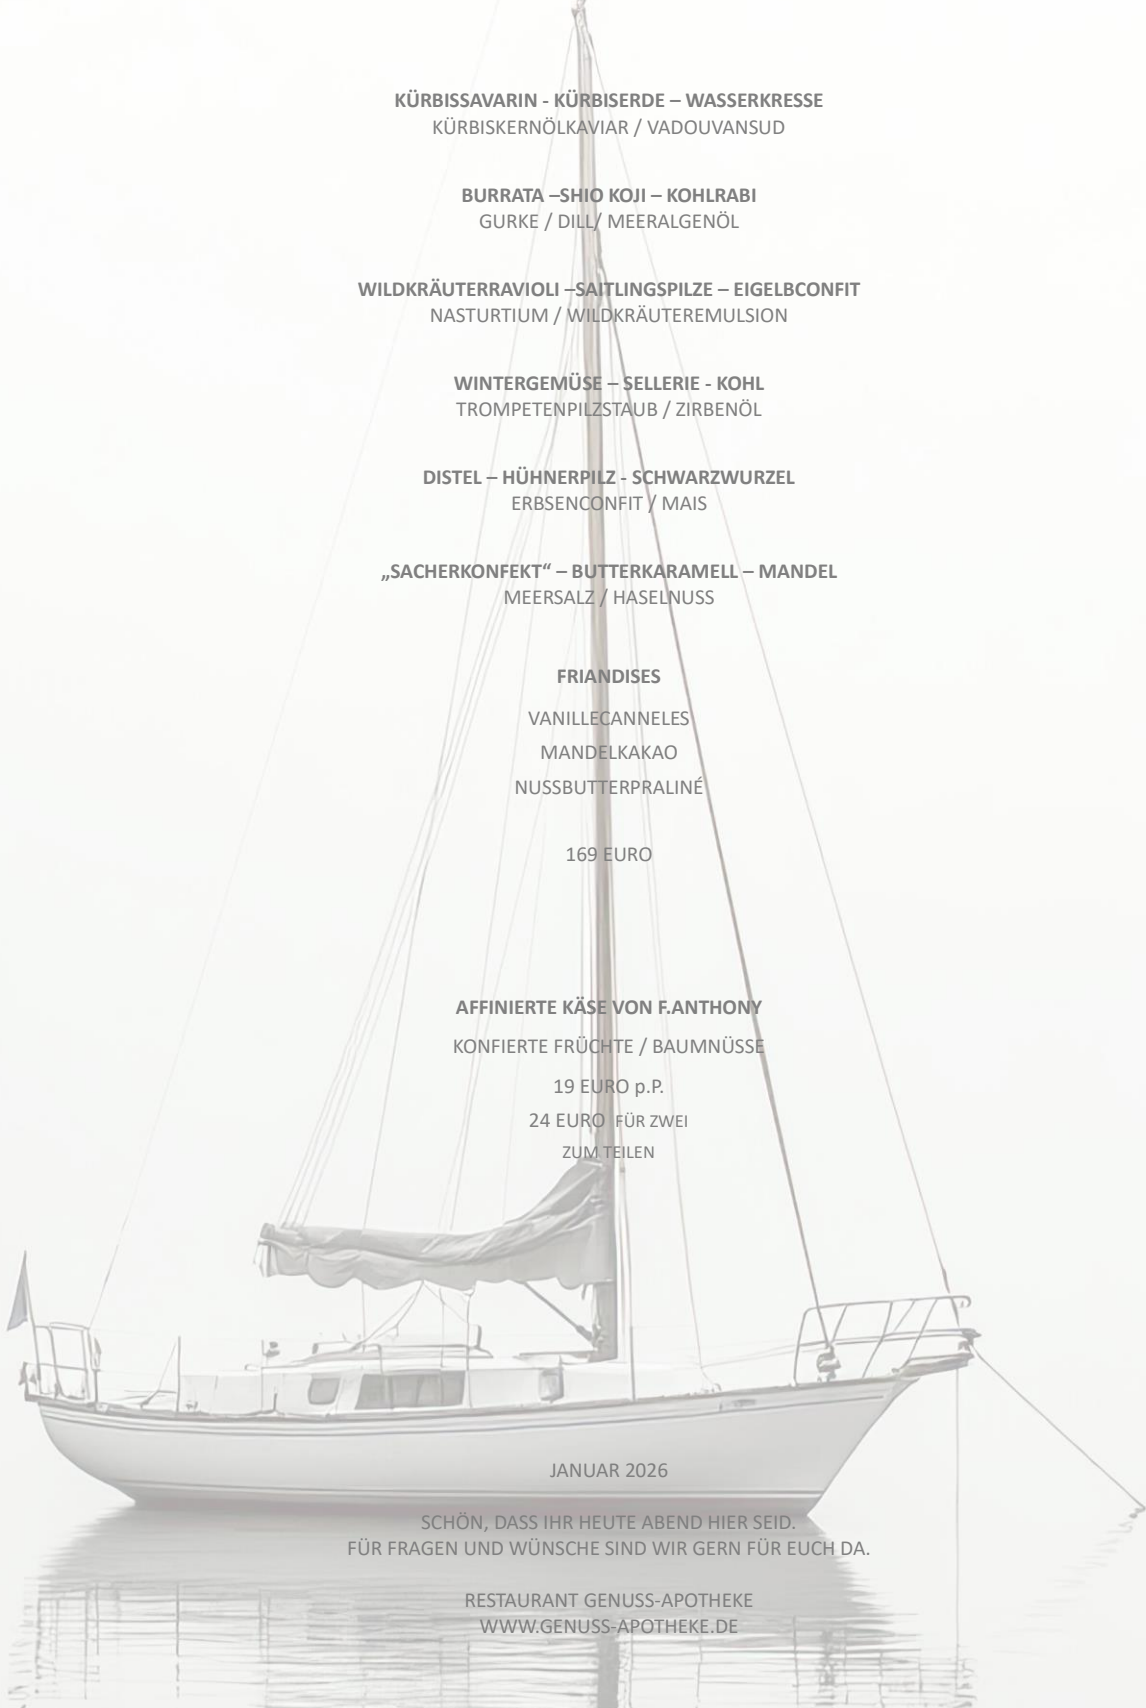 KÜRBISSAVARIN - KÜRBISERDE – WASSERKRESSE
KÜRBISKERNÖLKAVIAR / VADOUVANSUD
BURRATA –SHIO KOJI – KOHLRABI
GURKE / DILL/ MEERALGENÖL
WILDKRÄUTERRAVIOLI –SAITLINGSPILZE – EIGELBCONFIT
NASTURTIUM / WILDKRÄUTEREMULSION
WINTERGEMÜSE – SELLERIE - KOHL
TROMPETENPILZSTAUB / ZIRBENÖL
DISTEL – HÜHNERPILZ - SCHWARZWURZEL
ERBSENCONFIT / MAIS
„SACHERKONFEKT“ – BUTTERKARAMELL – MANDEL
MEERSALZ / HASELNUSS
FRIANDISES
VANILLECANNELES
MANDELKAKAO
NUSSBUTTERPRALINÉ
169 EURO
AFFINIERTE KÄSE VON F.ANTHONY
KONFIERTE FRÜCHTE / BAUMNÜSSE
19 EURO p.P.
24 EURO FÜR ZWEI
ZUM TEILEN
JANUAR 2026
SCHÖN, DASS IHR HEUTE ABEND HIER SEID.
FÜR FRAGEN UND WÜNSCHE SIND WIR GERN FÜR EUCH DA.
RESTAURANT GENUSS-APOTHEKE
WWW.GENUSS-APOTHEKE.DE